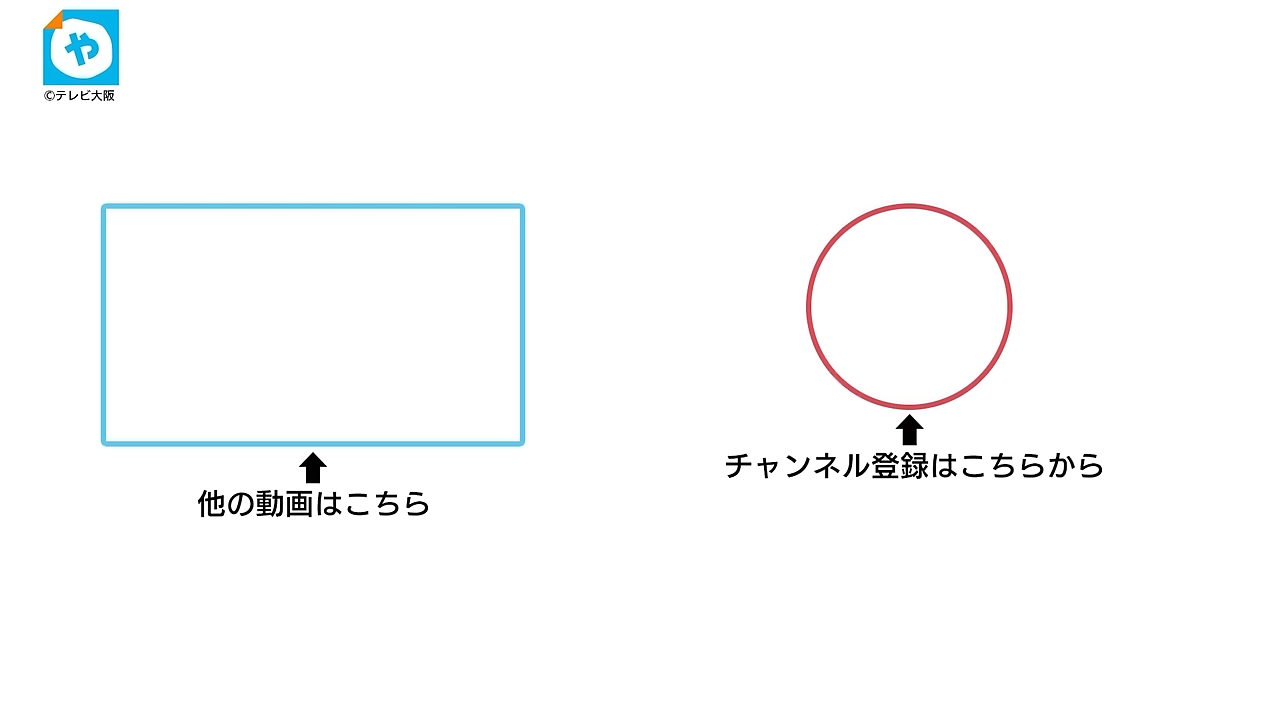 や
©テレビ大阪
他の動画はこちら
チャンネル登録はこちらから